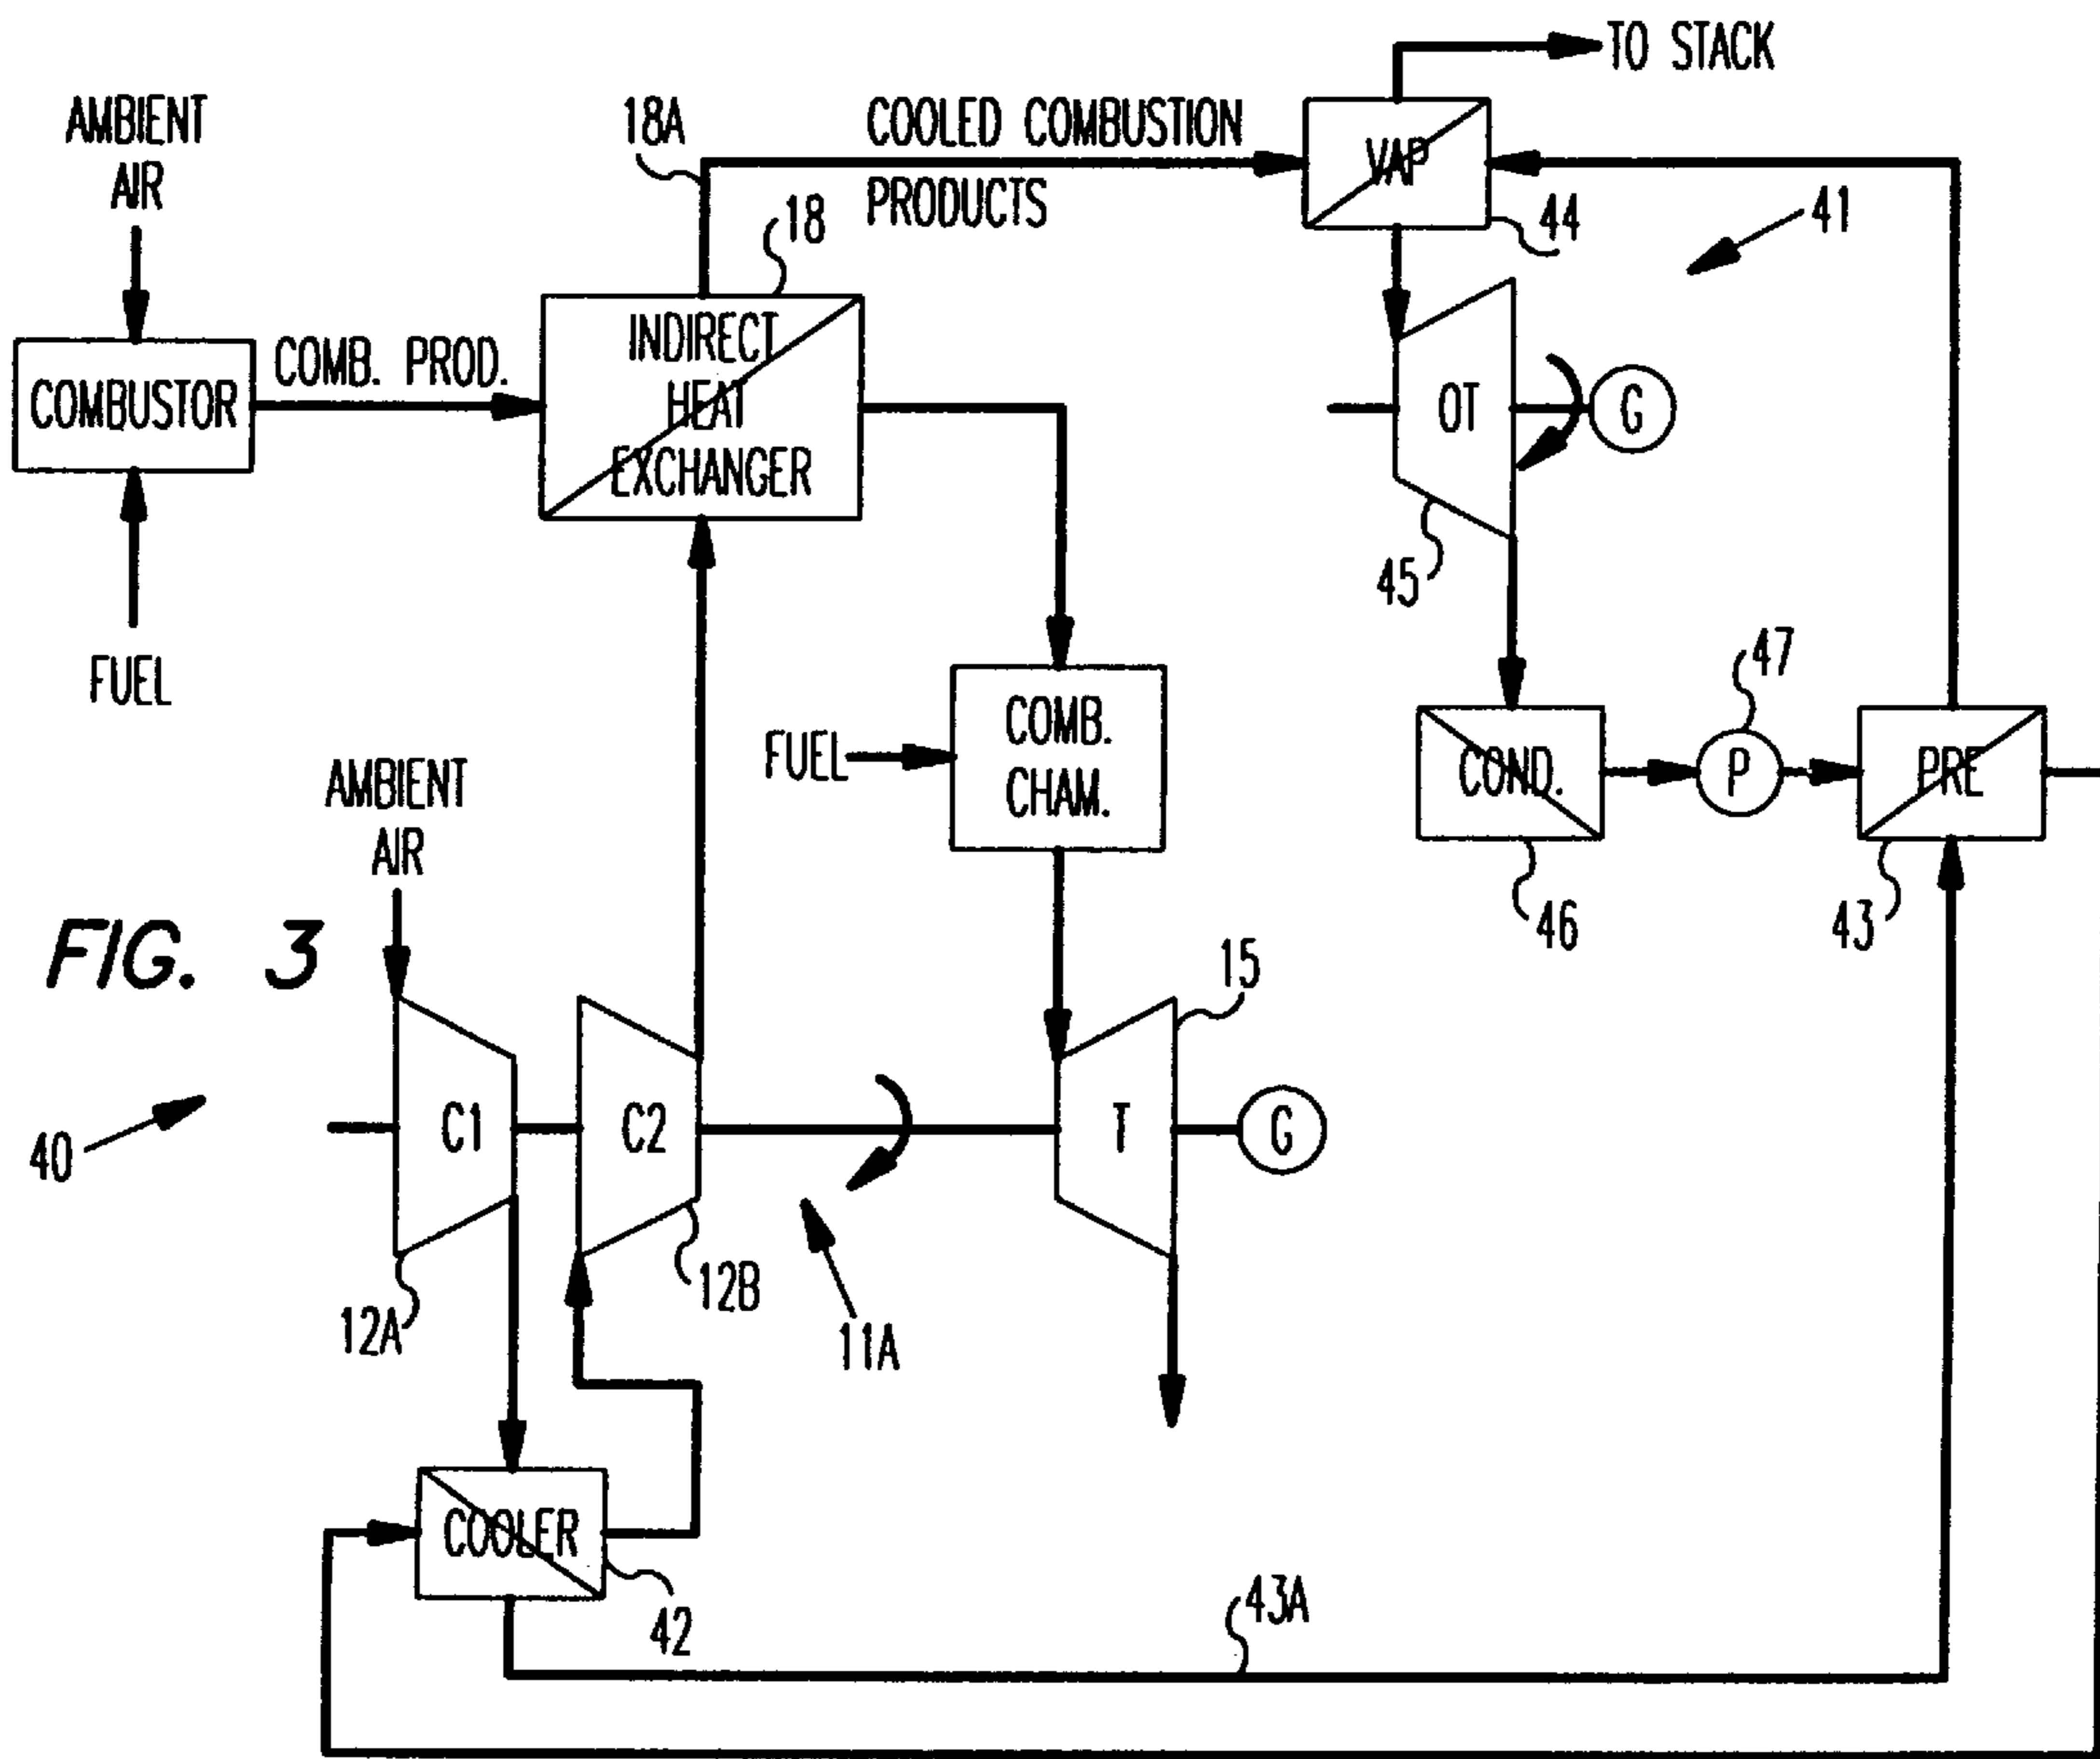 TO STACK
AMBIENT
AIR
18A
COOLED COMBUSTION
PRODUCTS
VAP
44
41
18
INDIRECT
HEAT
EXCHANGER
COMBUSTOR
COMB. PROD.
OT
G
45
FUEL
47
COMB.
CHAM.
FUEL
COND.
P
PRE
46
43
AMBIENT
AIR
FIG. 3
15
C1
C2
T
G
40
12A
12B
11A
COOLER
42
43A